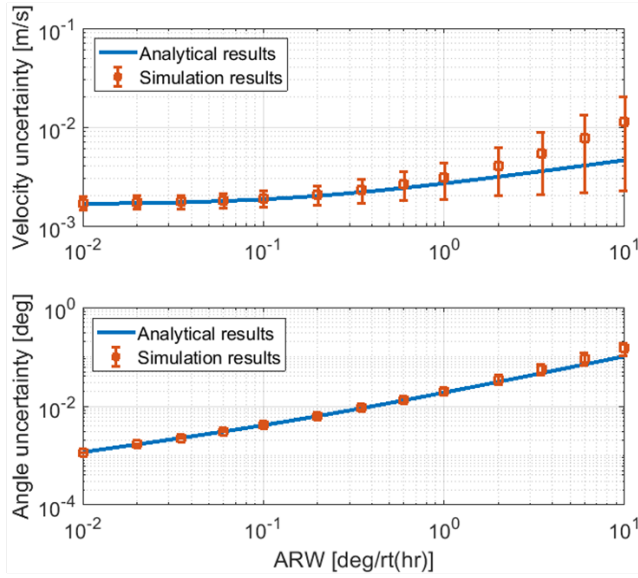 Velocity uncertainty [m/s]
10^-1
10^-2
10^-3
Analytical results
Simulation results
10^-2 10^-1 10^0 10^1
Angle uncertainty [deg]
10^0
10^-2
10^-4
Analytical results
Simulation results
10^-2 10^-1 10^0 10^1
ARW [deg/rt(hr)]